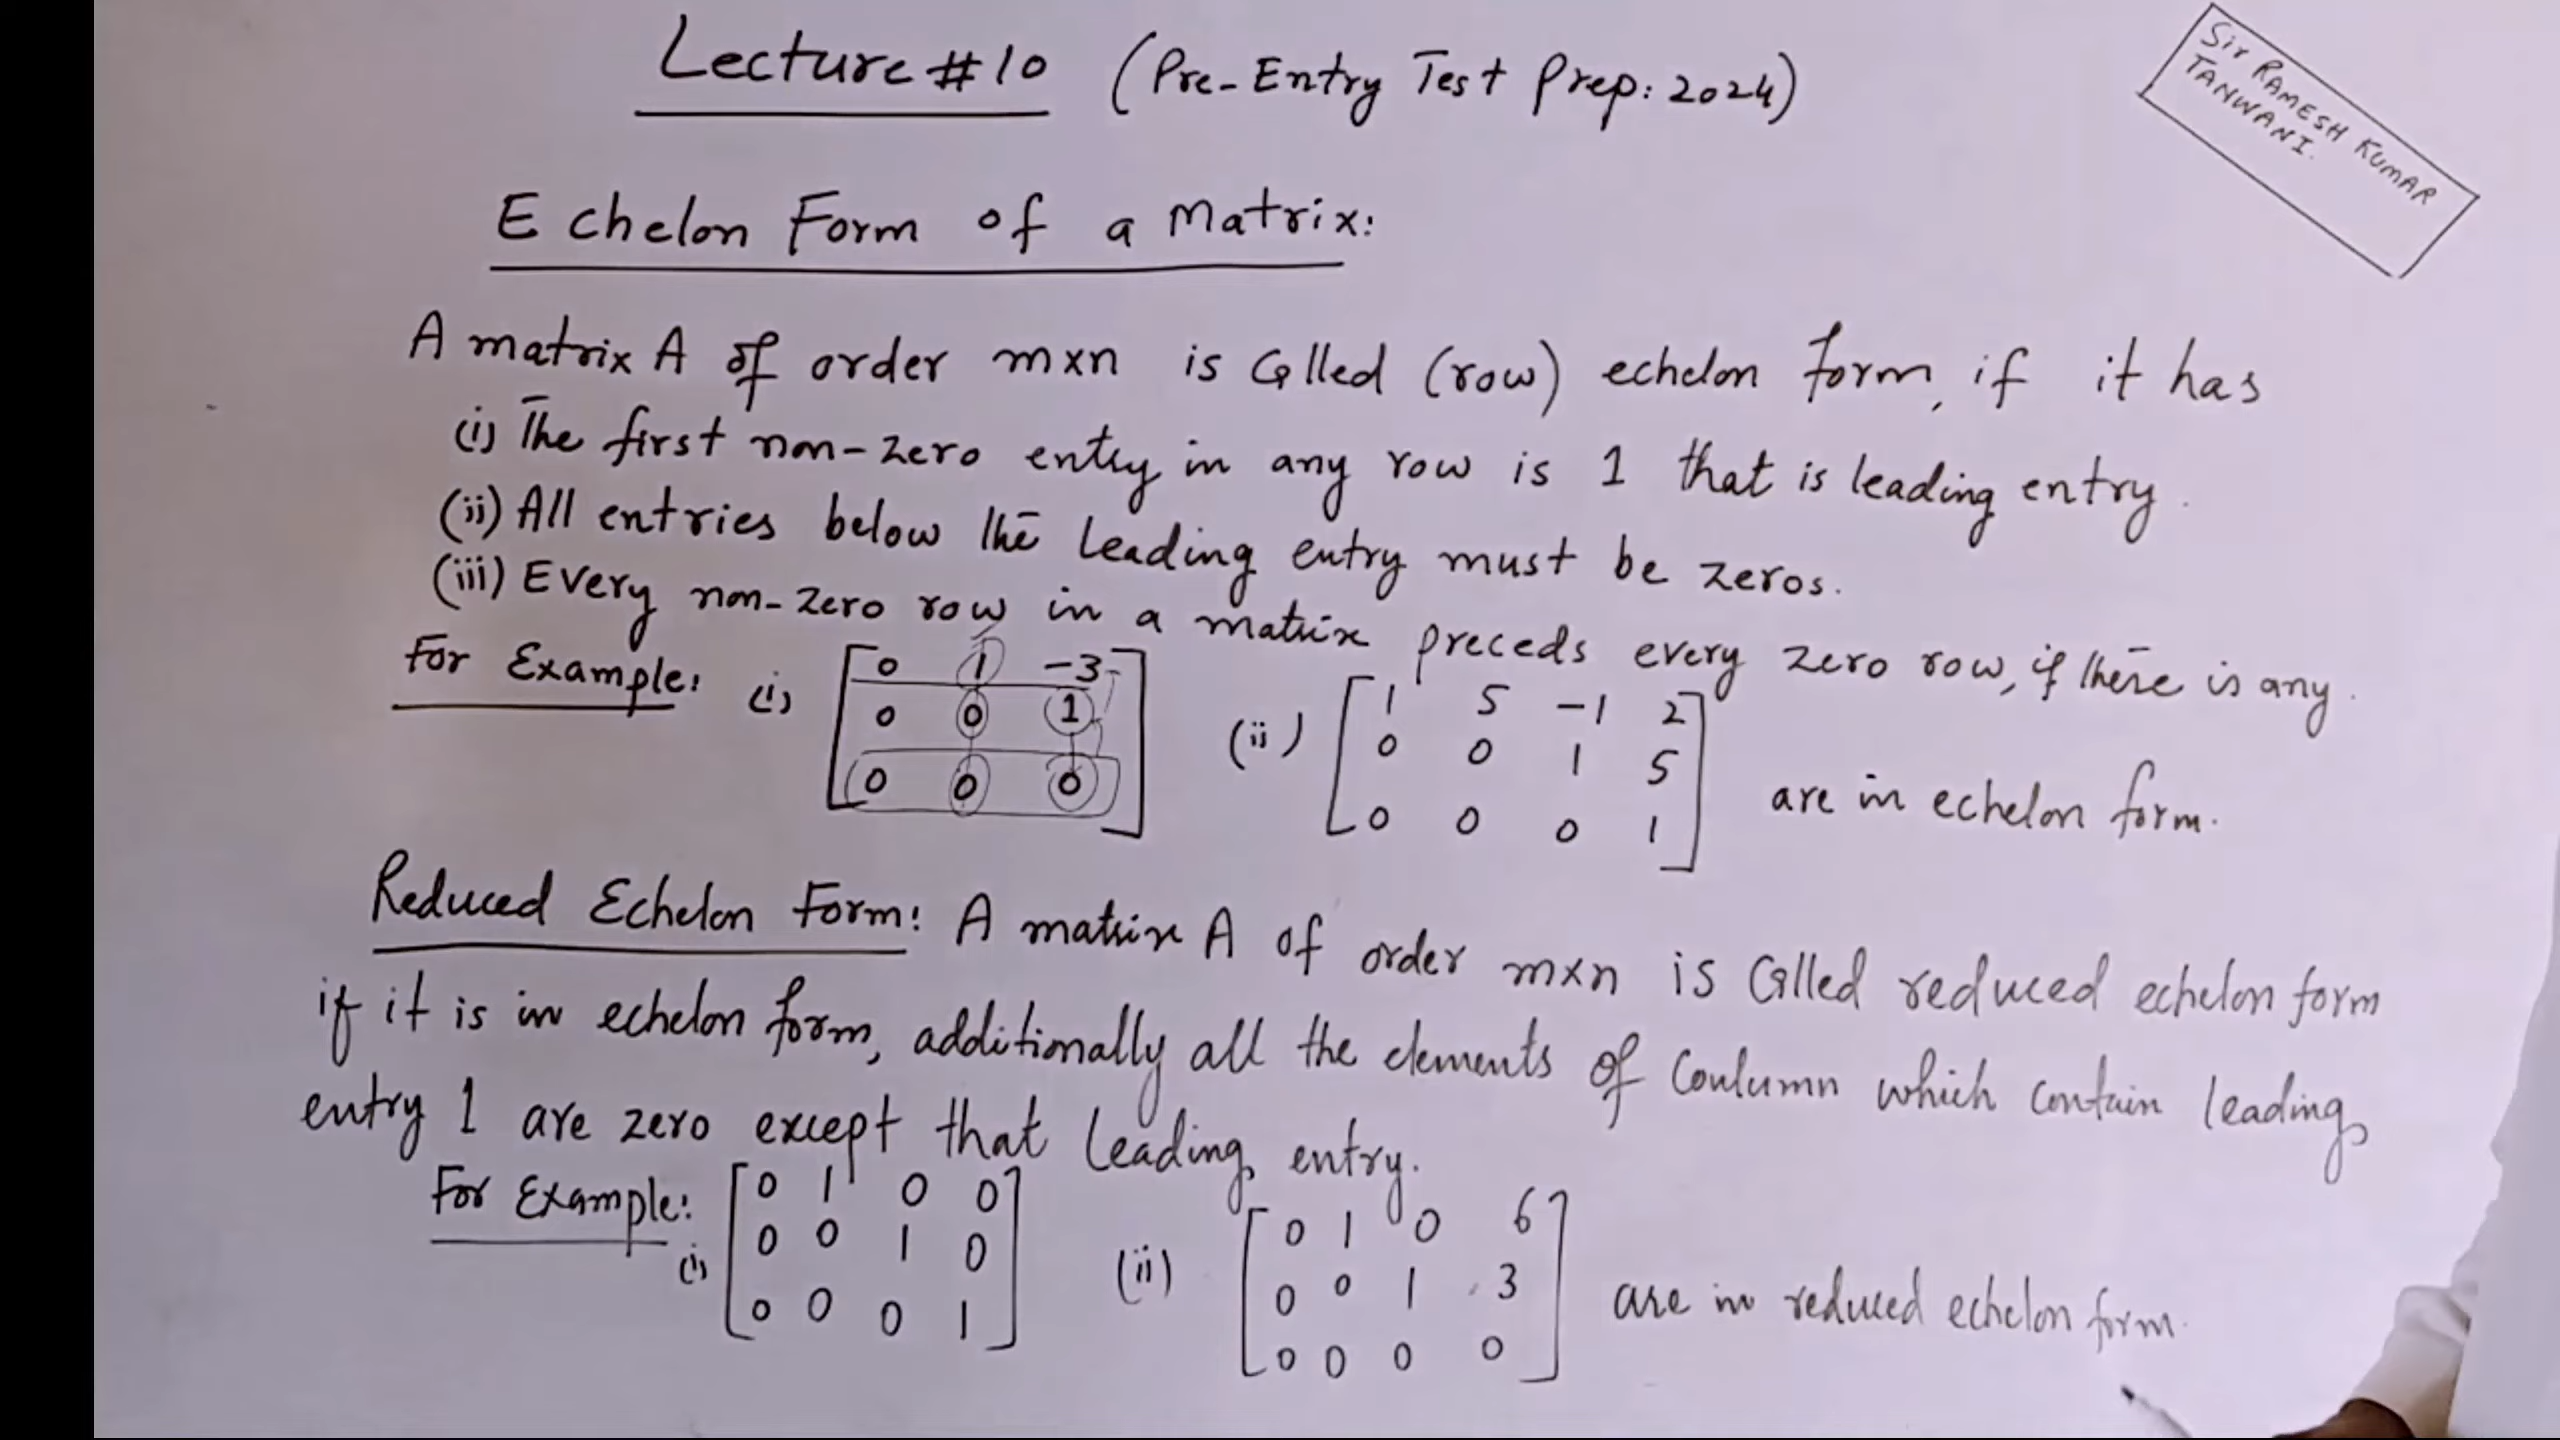 Lecture #10 (Pre-Entry Test Prep: 2024)
Sir RAMESH KUMAR
TANWANI.
Echelon Form of a Matrix:
A matrix A of order m×n is Called (row) echelon form, if it has
(i) The first non-zero entry in any row is 1 that is leading entry.
(ii) All entries below the leading entry must be zeros.
(iii) Every non-zero row in a matrix preceds every zero row, if there is any.
For Example: (i)
0 1 -3
0 0 1
0 0 0
(ii)
1 5 -1 2
0 0 1 5
0 0 0 1
are in echelon form.
Reduced Echelon Form: A matrix A of order m×n is Called reduced echelon form
if it is in echelon form, additionally all the elements of Coulumn which contain leading
entry 1 are zero except that leading entry.
For Example:
(i)
0 1 0 0
0 0 1 0
0 0 0 1
(ii)
0 1 0 6
0 0 1 3
0 0 0 0
are in reduced echelon form.